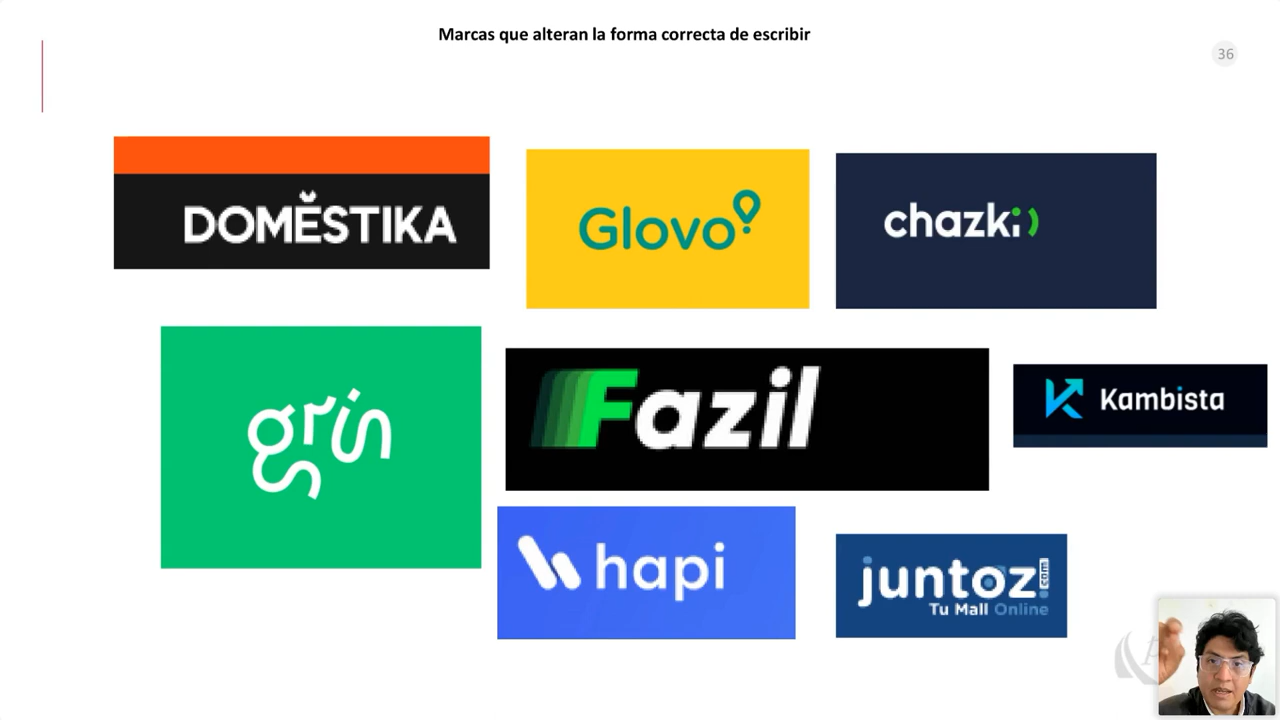 Marcas que alteran la forma correcta de escribir
36
DOMĔSTIKA
Glovo
chazki
grin
Fazil
Kambista
hapi
juntoz
.com
Tu Mall Online